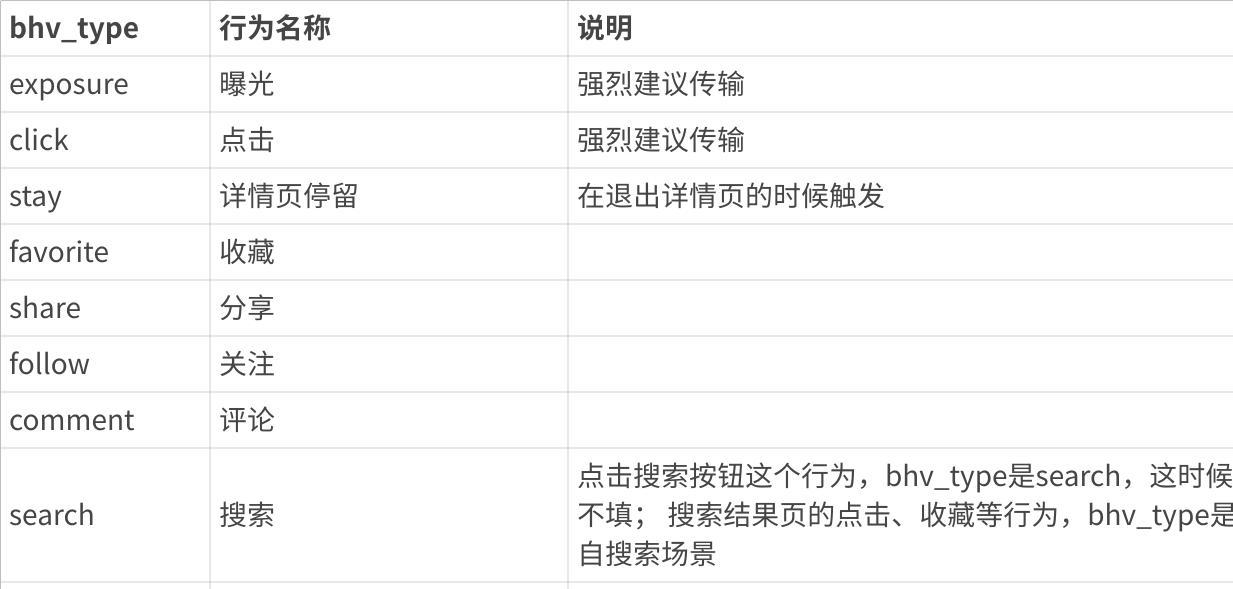 bhv_type 行为名称 说明
exposure 曝光 强烈建议传输
click 点击 强烈建议传输
stay 详情页停留 在退出详情页的时候触发
favorite 收藏
share 分享
follow 关注
comment 评论
search 搜索 点击搜索按钮这个行为，bhv_type是search，这时候
不填； 搜索结果页的点击、收藏等行为，bhv_type是
自搜索场景